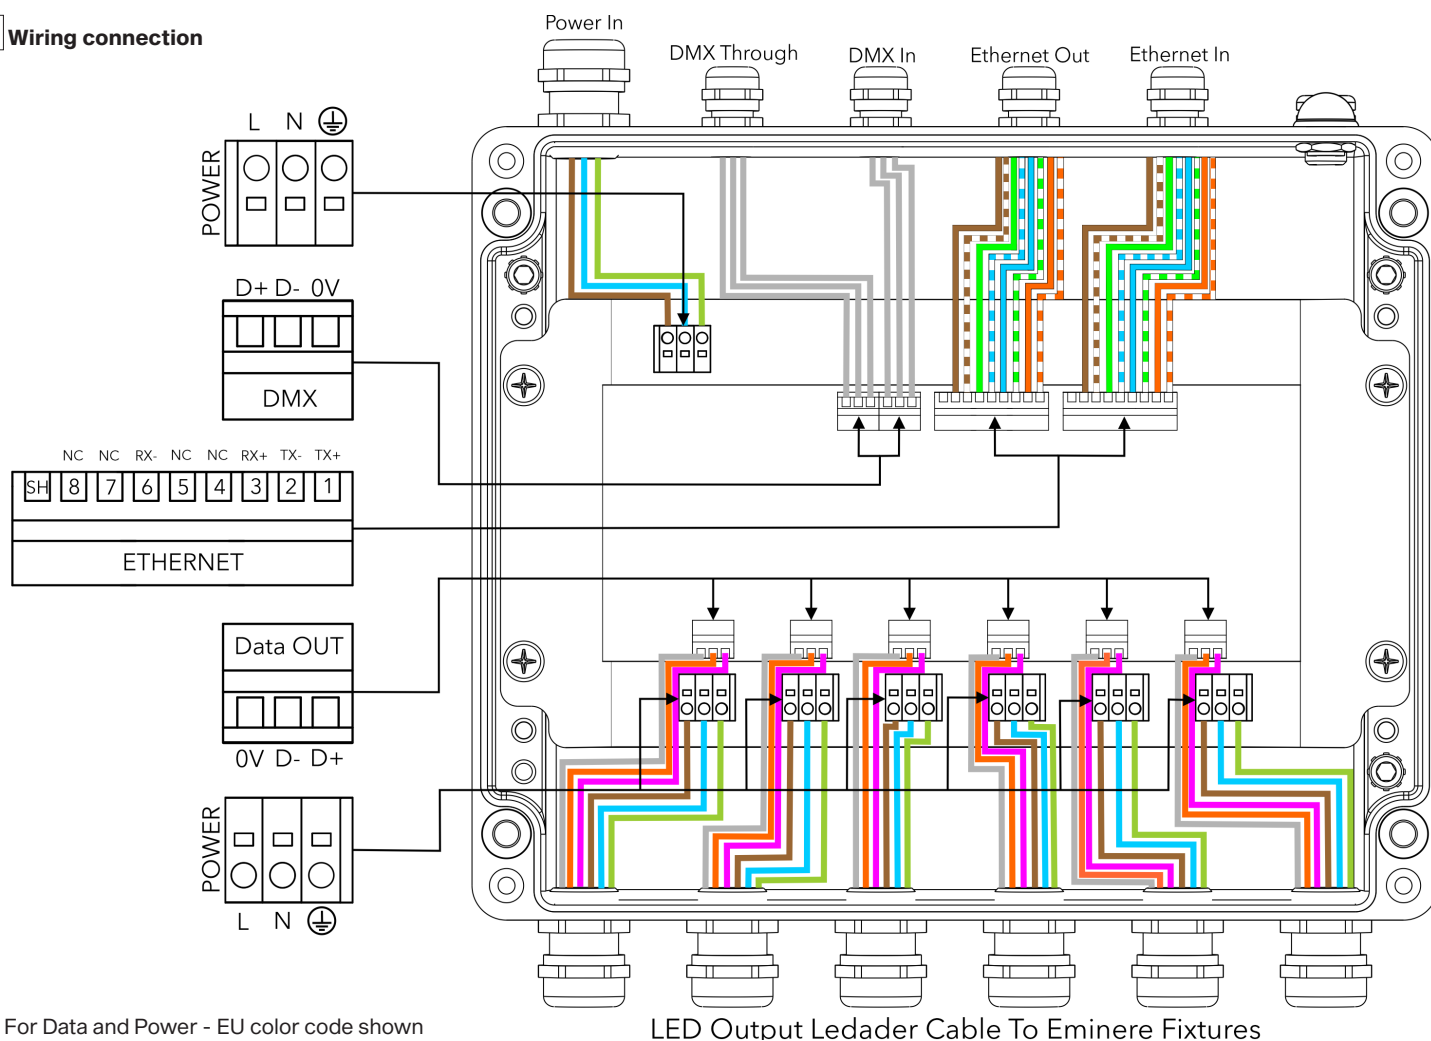 Wiring connection
Power In
DMX Through
DMX In
Ethernet Out
Ethernet In
L N
POWER
D+ D- 0V
DMX
NC NC RX- NC NC RX+ TX- TX+
SH 8 7 6 5 4 3 2 1
ETHERNET
Data OUT
0V D- D+
POWER
L N
For Data and Power - EU color code shown
LED Output Ledader Cable To Eminere Fixtures